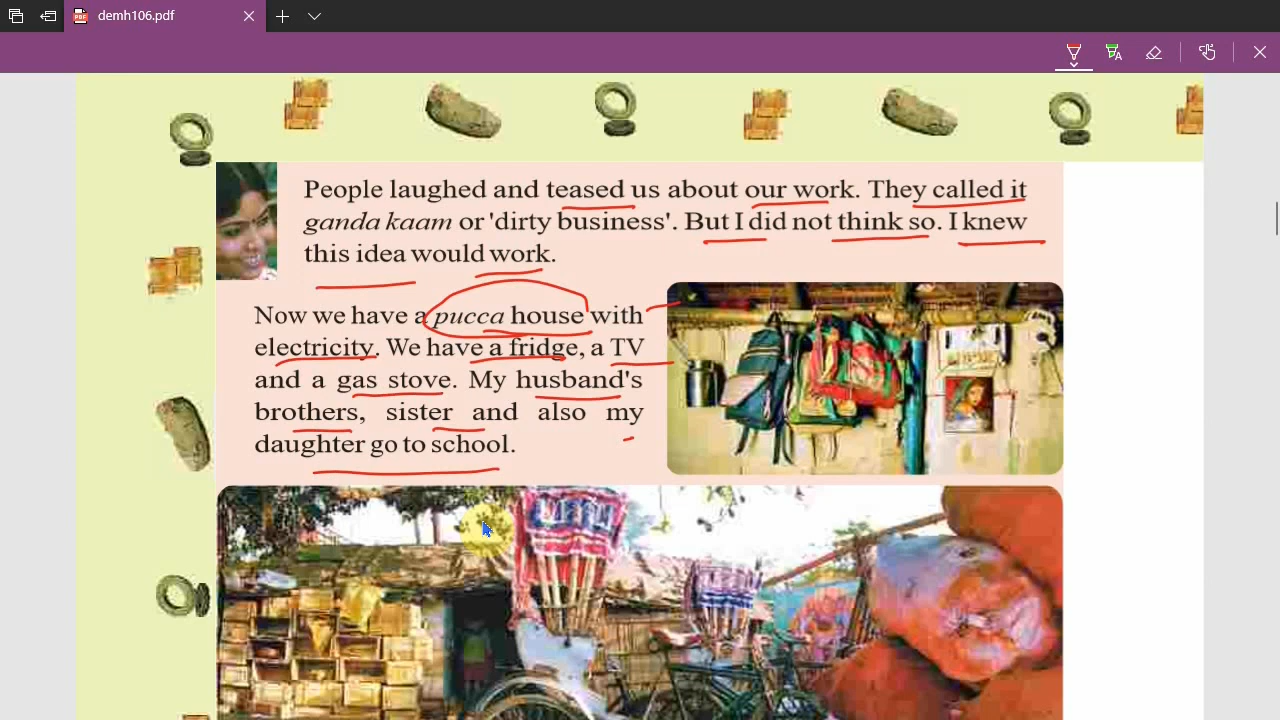 demh106.pdf
People laughed and teased us about our work. They called it
ganda kaam or 'dirty business'. But I did not think so. I knew
this idea would work.
Now we have a pucca house with
electricity. We have a fridge, a TV
and a gas stove. My husband's
brothers, sister and also my
daughter go to school.